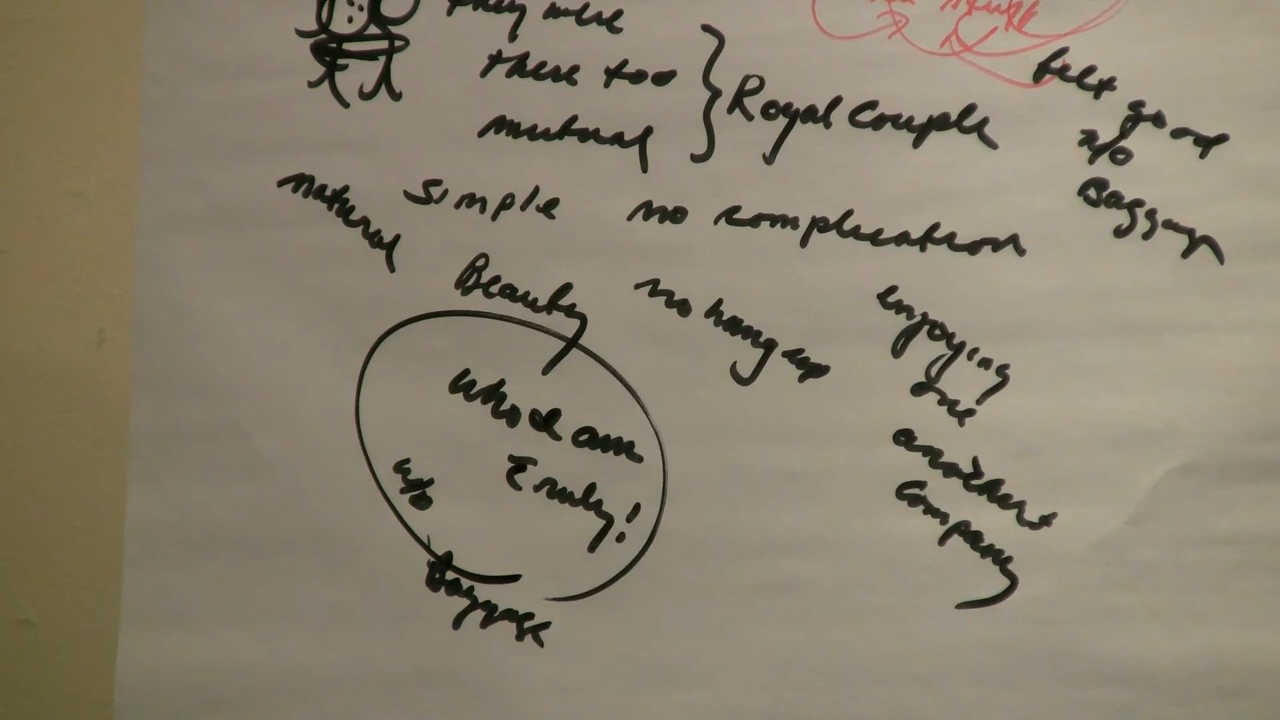 they were
there too
mutual
Royal Couple
felt good
w/o
Baggage
natural
simple no complication
Beauty
no hang up
enjoying
one
another
company
who I am
Truly!
w/o
Baggage